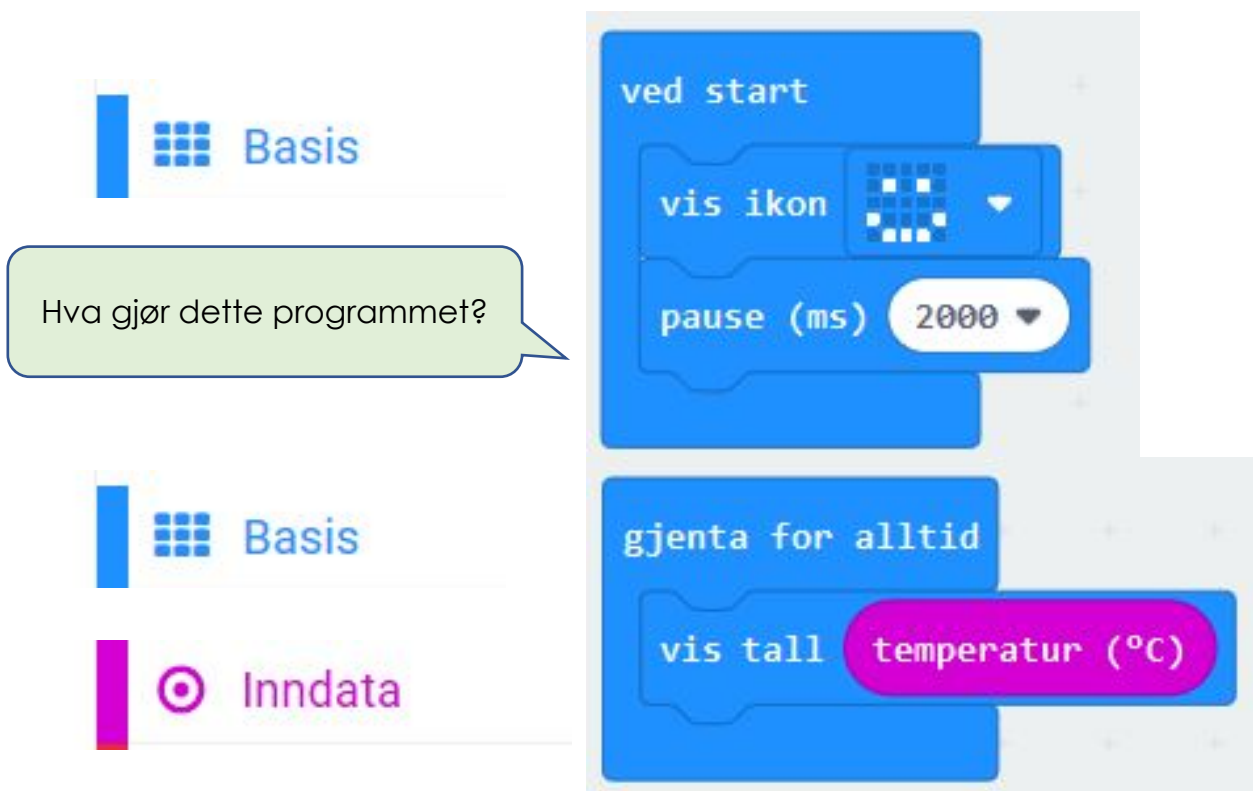 Basis
Hva gjør dette programmet?
ved start
vis ikon
pause (ms) 2000
Basis
Inndata
gjenta for alltid
vis tall temperatur (ºC)